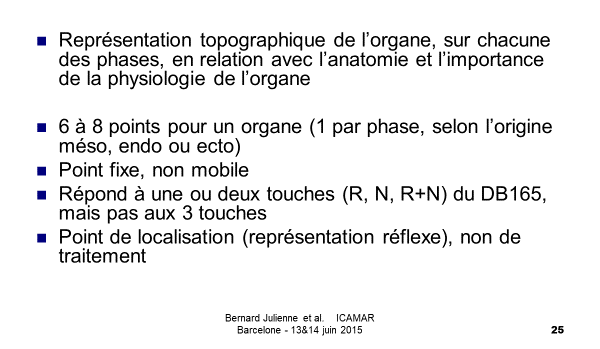 Représentation topographique de l'organe, sur chacune
des phases, en relation avec l'anatomie et l'importance
de la physiologie de l'organe
6 à 8 points pour un organe (1 par phase, selon l'origine
méso, endo ou ecto)
Point fixe, non mobile
Répond à une ou deux touches (R, N, R+N) du DB165,
mais pas aux 3 touches
Point de localisation (représentation réflexe), non de
traitement
Bernard Julienne et al. ICAMAR
Barcelone - 13&14 juin 2015
25